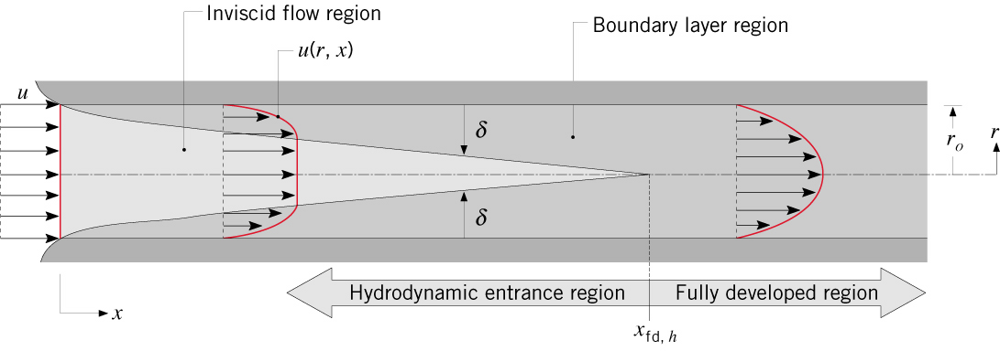 Inviscid flow region
Boundary layer region
u(r, x)
u
δ
r
r_o
δ
Hydrodynamic entrance region
Fully developed region
x
x_fd, h